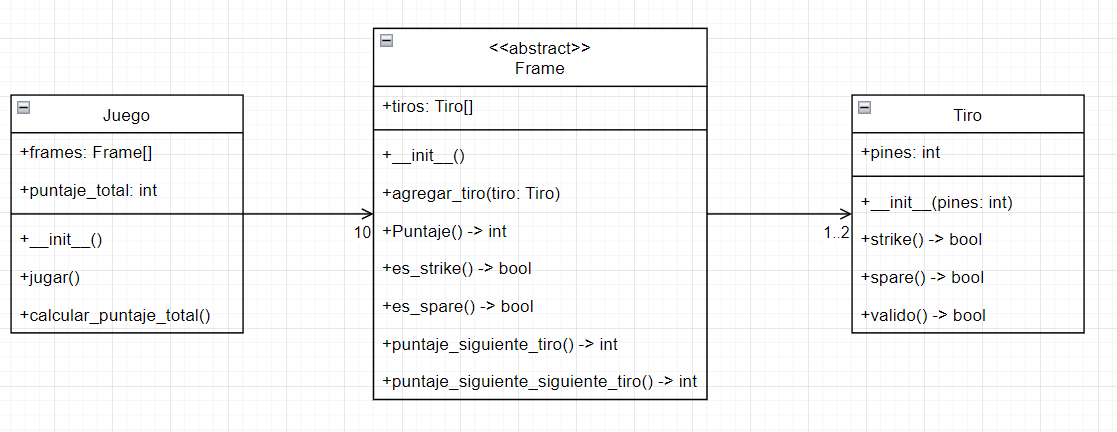 Juego
+frames: Frame[]
+puntaje_total: int
+__init__()
+jugar()
+calcular_puntaje_total()
10
<<abstract>>
Frame
+tiros: Tiro[]
+__init__()
+agregar_tiro(tiro: Tiro)
+Puntaje() -> int
+es_strike() -> bool
+es_spare() -> bool
+puntaje_siguiente_tiro() -> int
+puntaje_siguiente_siguiente_tiro() -> int
1..2
Tiro
+pines: int
+__init__(pines: int)
+strike() -> bool
+spare() -> bool
+valido() -> bool